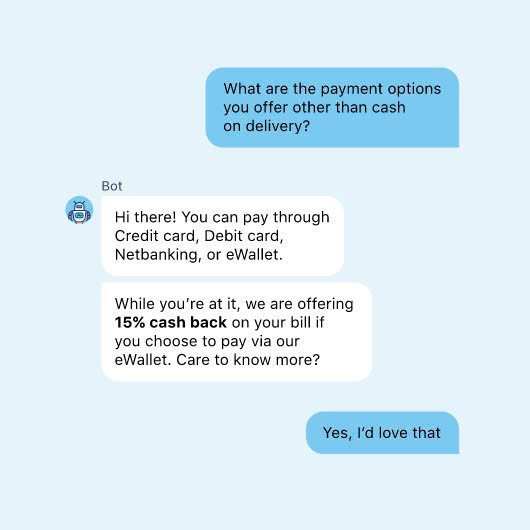 What are the payment options
you offer other than cash
on delivery?
Bot
Hi there! You can pay through
Credit card, Debit card,
Netbanking, or eWallet.
While you’re at it, we are offering
15% cash back on your bill if
you choose to pay via our
eWallet. Care to know more?
Yes, I’d love that